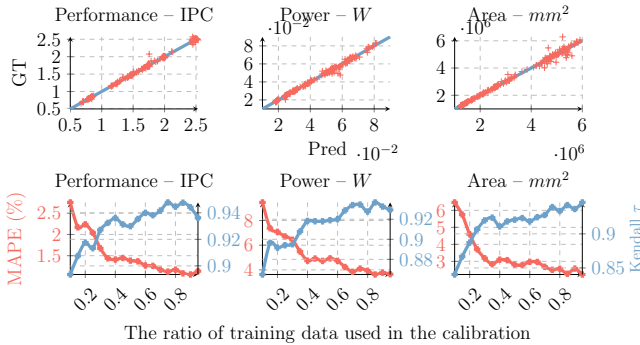 Performance – IPC
Power – W
Area – mm²
·10⁻²
·10⁶
GT
2.5
2
1.5
1
0.5
8
6
4
2
6
4
2
0.5 1 1.5 2 2.5
2 4 6 8
2 4 6
Pred
·10⁻²
·10⁶
Performance – IPC
Power – W
Area – mm²
MAPE (%)
2.5
2
1.5
0.94
0.92
0.9
8
6
4
0.92
0.9
0.88
6
5
4
3
2
0.9
0.85
Kendall τ
0.2 0.4 0.6 0.8
0.2 0.4 0.6 0.8
0.2 0.4 0.6 0.8
The ratio of training data used in the calibration